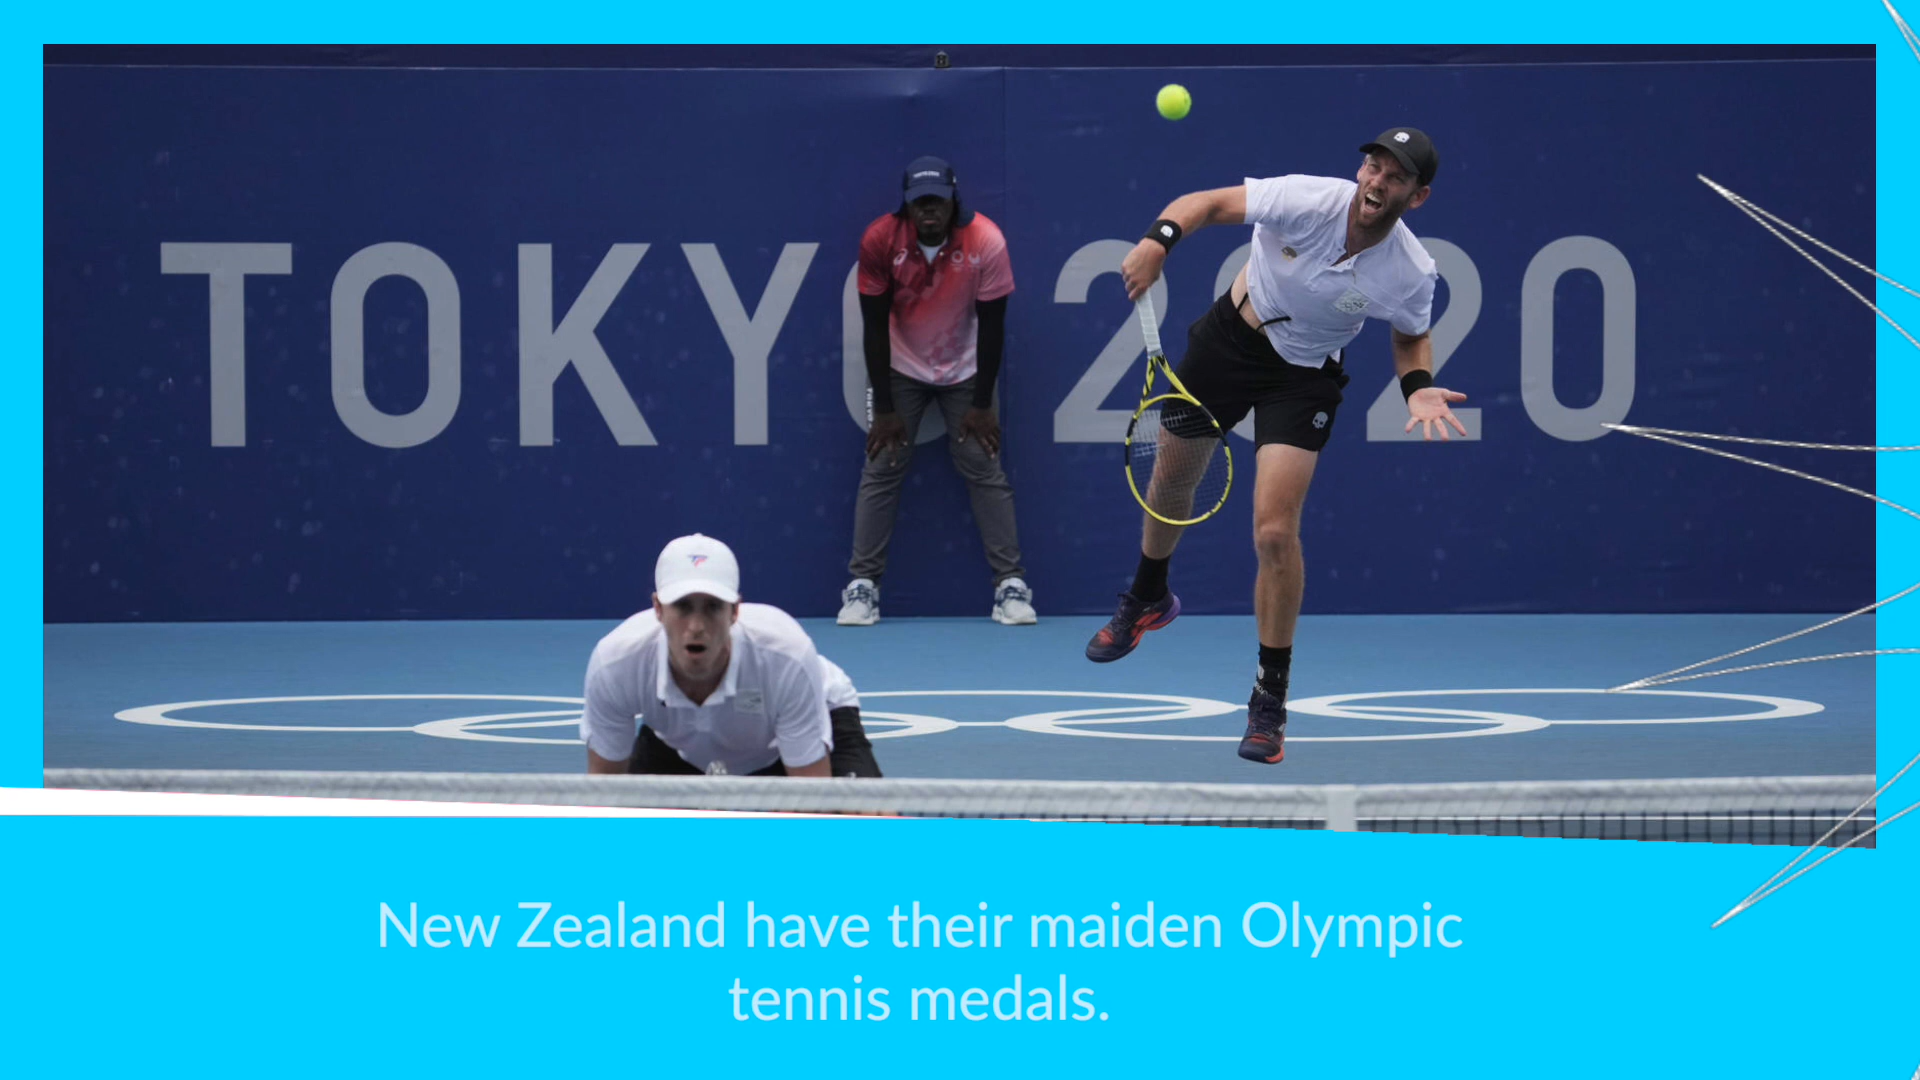 TOKYO 2020
New Zealand have their maiden Olympic
tennis medals.